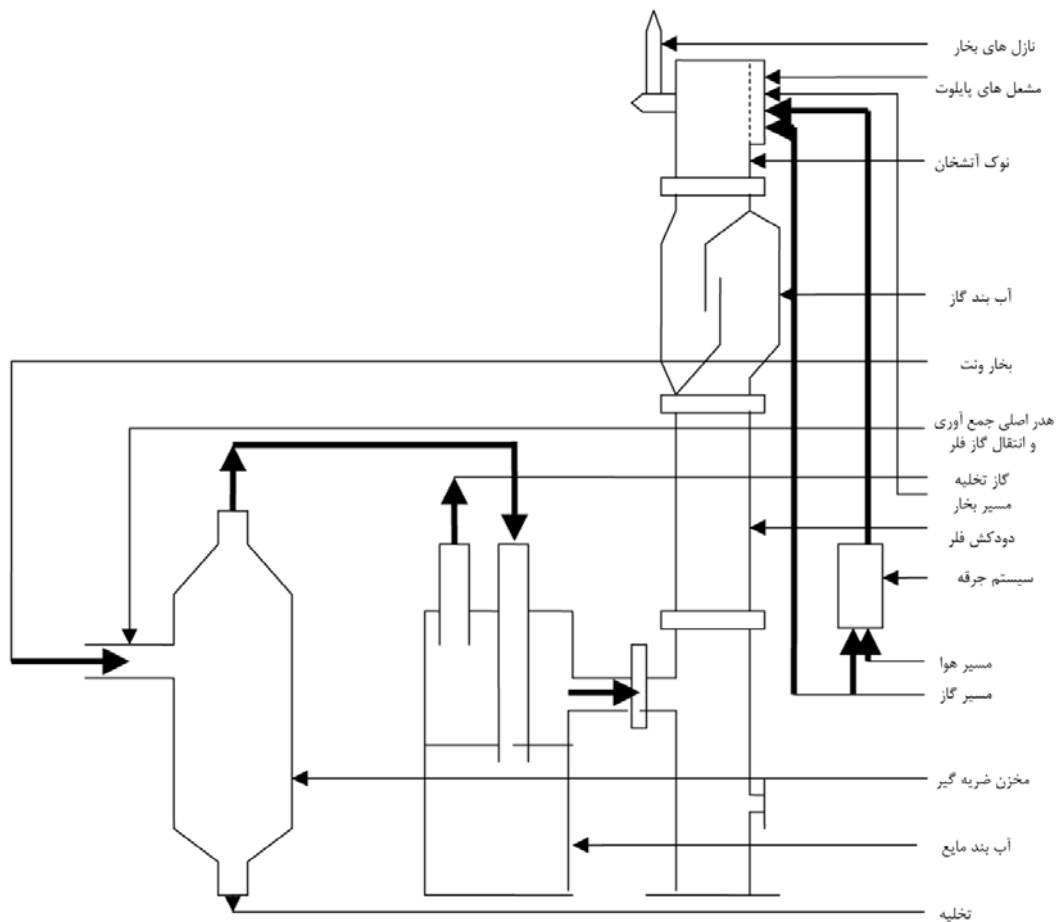 نازل های بخار
مشعل های پایلوت
نوک آتشخان
آب بند گاز
بخار ونت
هدر اصلی جمع آوری
و انتقال گاز فلر
گاز تخلیه
مسیر بخار
دودکش فلر
سیستم جرقه
مسیر هوا
مسیر گاز
مخزن ضریه گیر
آب بند مایع
تخلیه